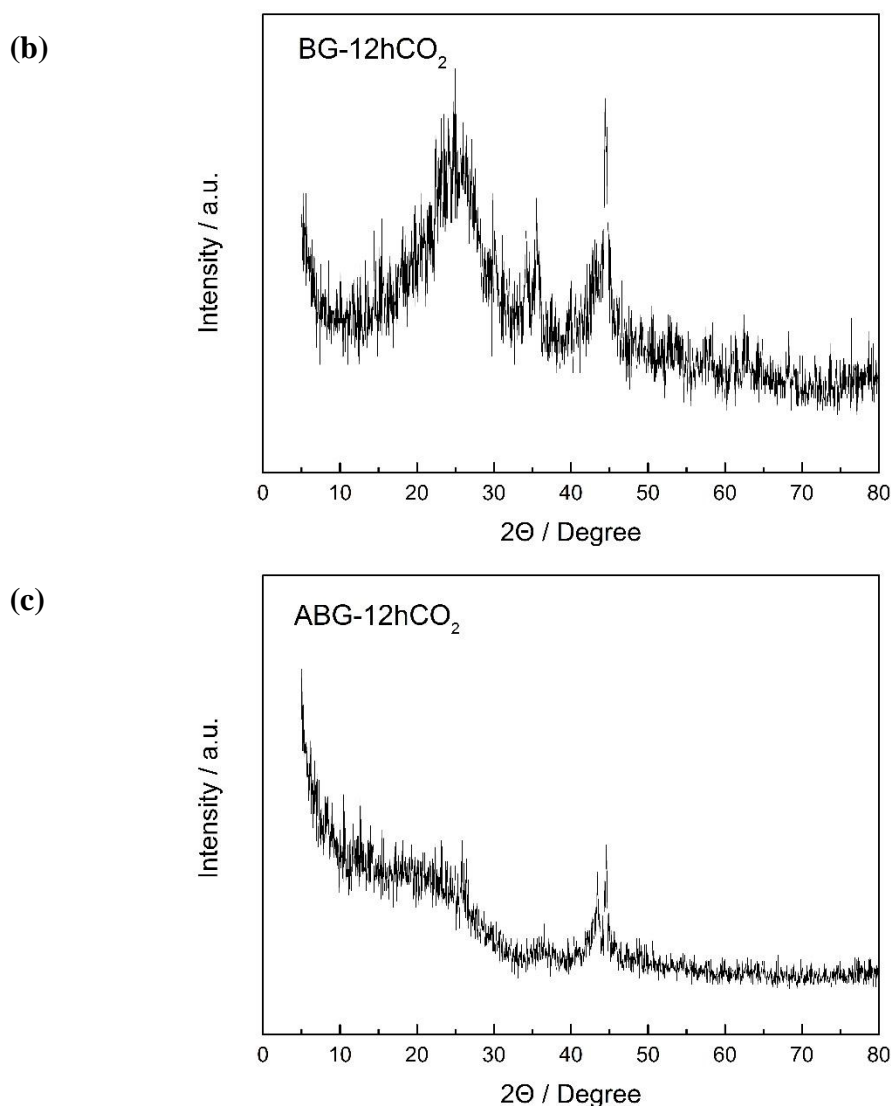 (b)
BG-12hCO₂
Intensity / a.u.
0 10 20 30 40 50 60 70 80
2Θ / Degree
(c)
ABG-12hCO₂
Intensity / a.u.
0 10 20 30 40 50 60 70 80
2Θ / Degree